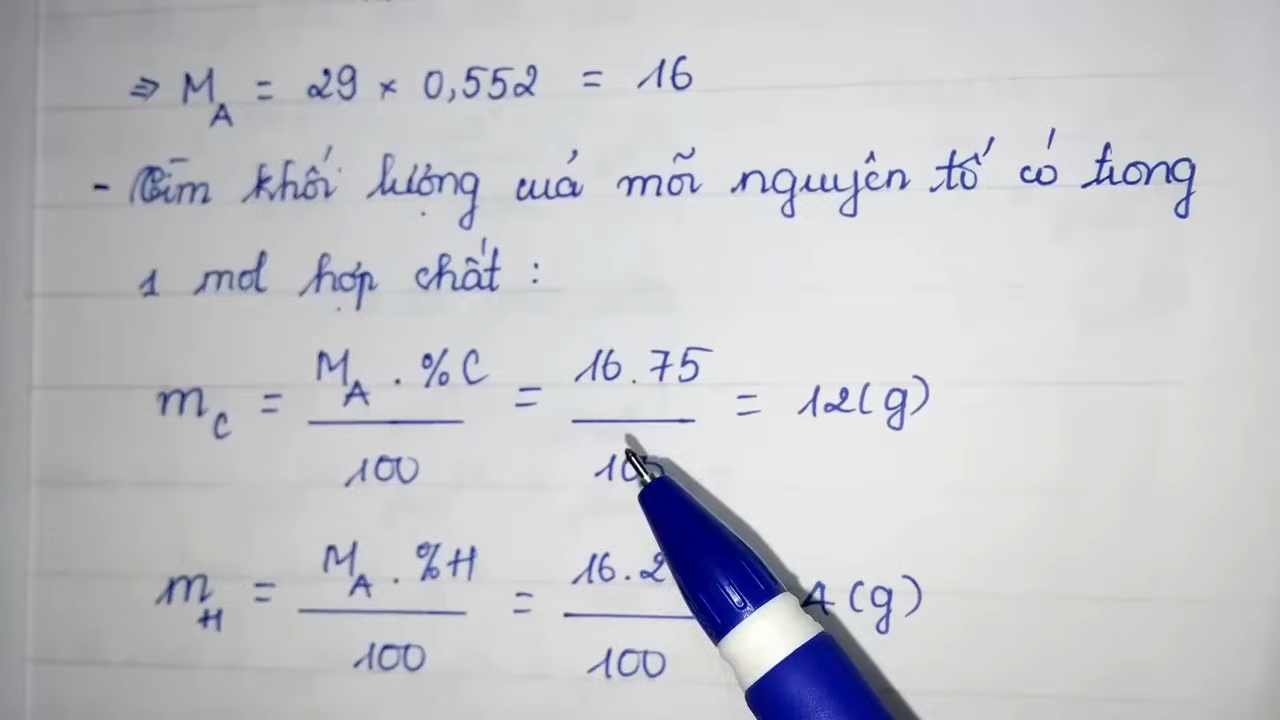 ⇒ M_A = 29 × 0,552 = 16
- Tìm khối lượng của mỗi nguyên tố có trong
1 mol hợp chất :
m_C = M_A . %C / 100 = 16.75 / 100 = 12(g)
m_H = M_A . %H / 100 = 16.2 / 100 4 (g)